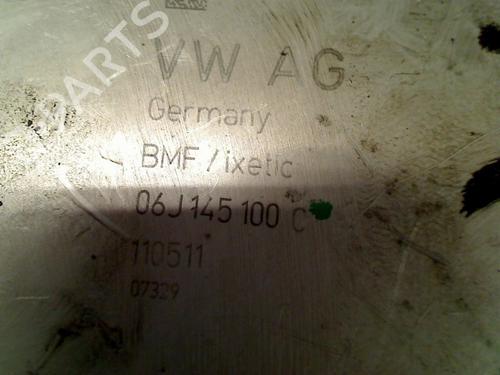 PARTS
VW AG
Germany
BMF/ixetic
06J 145 100 C
110511
07329